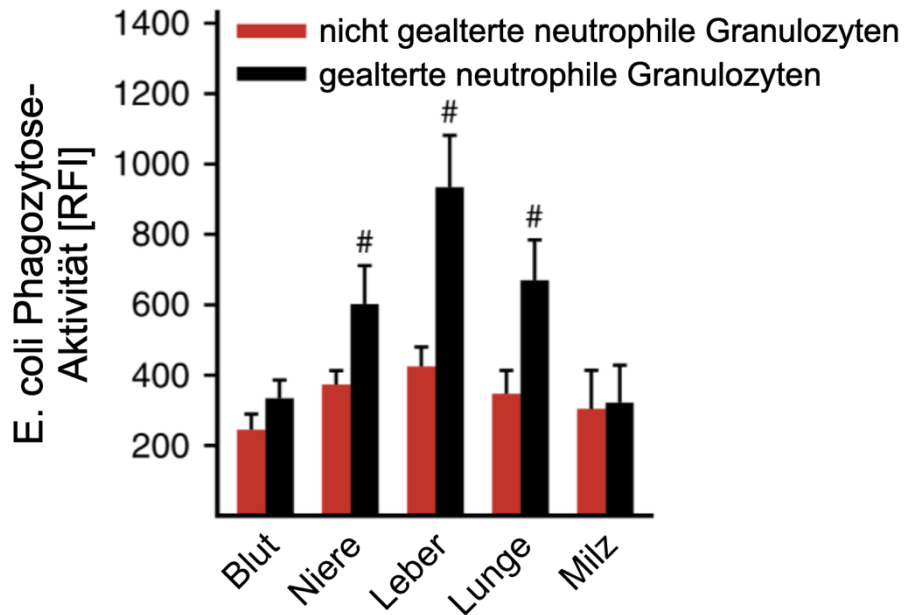 E. coli Phagozytose-
Aktivität [RFI]
1400
1200
1000
800
600
400
200
nicht gealterte neutrophile Granulozyten
gealterte neutrophile Granulozyten
#
#
#
Blut
Niere
Leber
Lunge
Milz